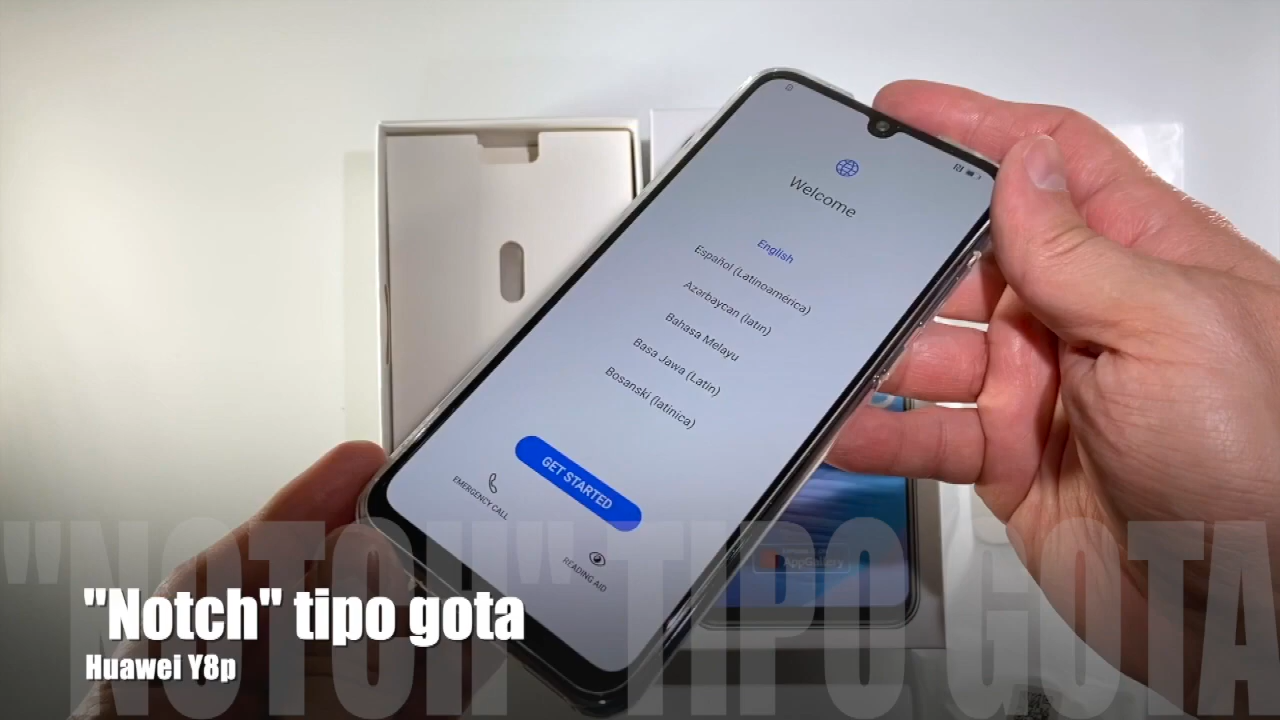 Welcome
English
Español (Latinoamérica)
Azərbaycan (latın)
Bahasa Melayu
Basa Jawa (Latin)
Bosanski (latinica)
GET STARTED
EMERGENCY CALL
READING AID
AppGallery
"NOTCH" TIPO GOTA
"Notch" tipo gota
Huawei Y8p